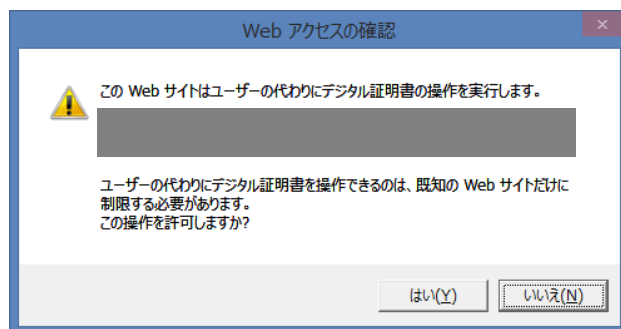 Web アクセスの確認
この Web サイトはユーザーの代わりにデジタル証明書の操作を実行します。
ユーザーの代わりにデジタル証明書を操作できるのは、既知の Web サイトだけに
制限する必要があります。
この操作を許可しますか?
はい(Y)
いいえ(N)